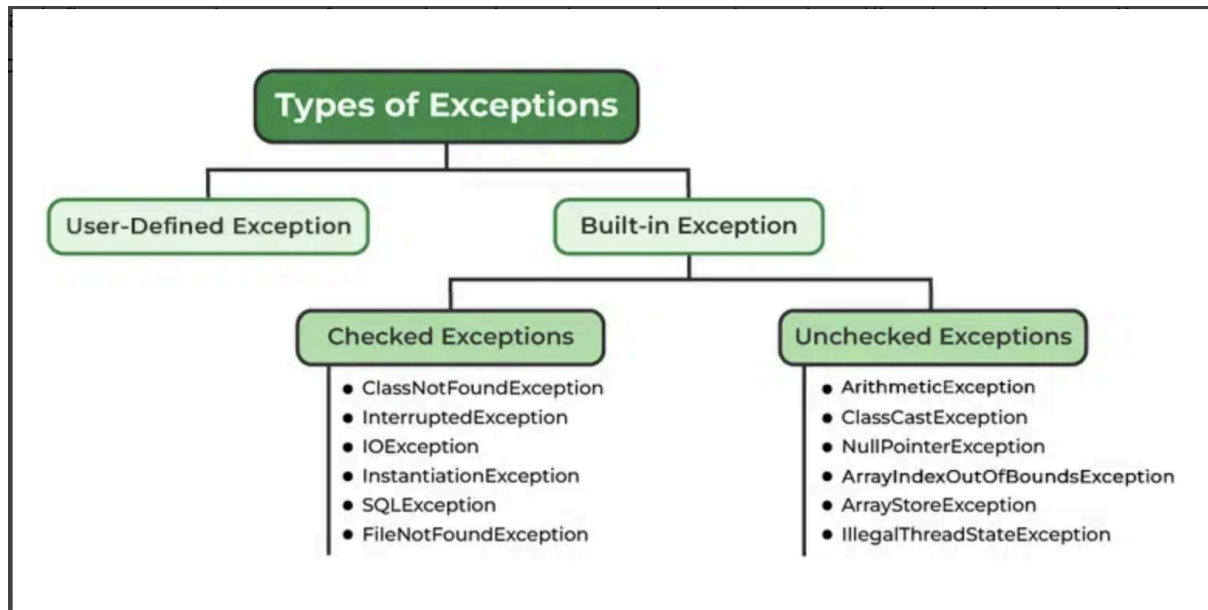 Types of Exceptions
User-Defined Exception
Built-in Exception
Checked Exceptions
ClassNotFoundException
InterruptedException
IOException
InstantiationException
SQLException
FileNotFoundException
Unchecked Exceptions
ArithmeticException
ClassCastException
NullPointerException
ArrayIndexOutOfBoundsException
ArrayStoreException
IllegalThreadStateException